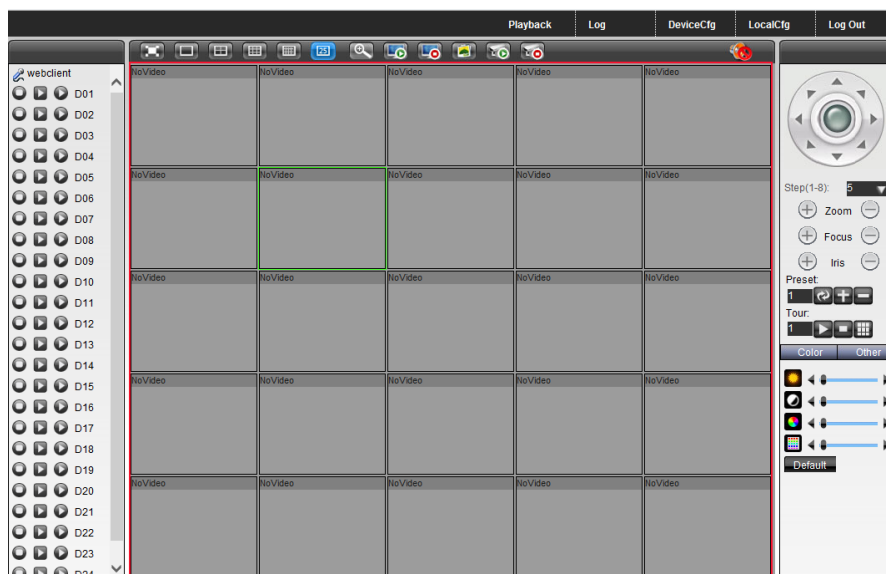 Playback Log DeviceCfg LocalCfg Log Out
25
webclient
D01
D02
D03
D04
D05
D06
D07
D08
D09
D10
D11
D12
D13
D14
D15
D16
D17
D18
D19
D20
D21
D22
D23
D24
NoVideo NoVideo NoVideo NoVideo NoVideo
NoVideo NoVideo NoVideo NoVideo NoVideo
NoVideo NoVideo NoVideo NoVideo NoVideo
NoVideo NoVideo NoVideo NoVideo NoVideo
NoVideo NoVideo NoVideo NoVideo NoVideo
Step(1-8): 5
Zoom
Focus
Iris
Preset:
1
Tour:
1
Color Other
Default